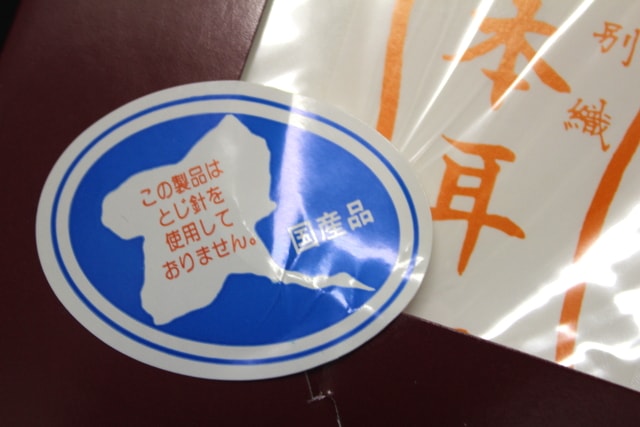 この製品は
とじ針を
使用して
おりません。
国産品
別織
本耳